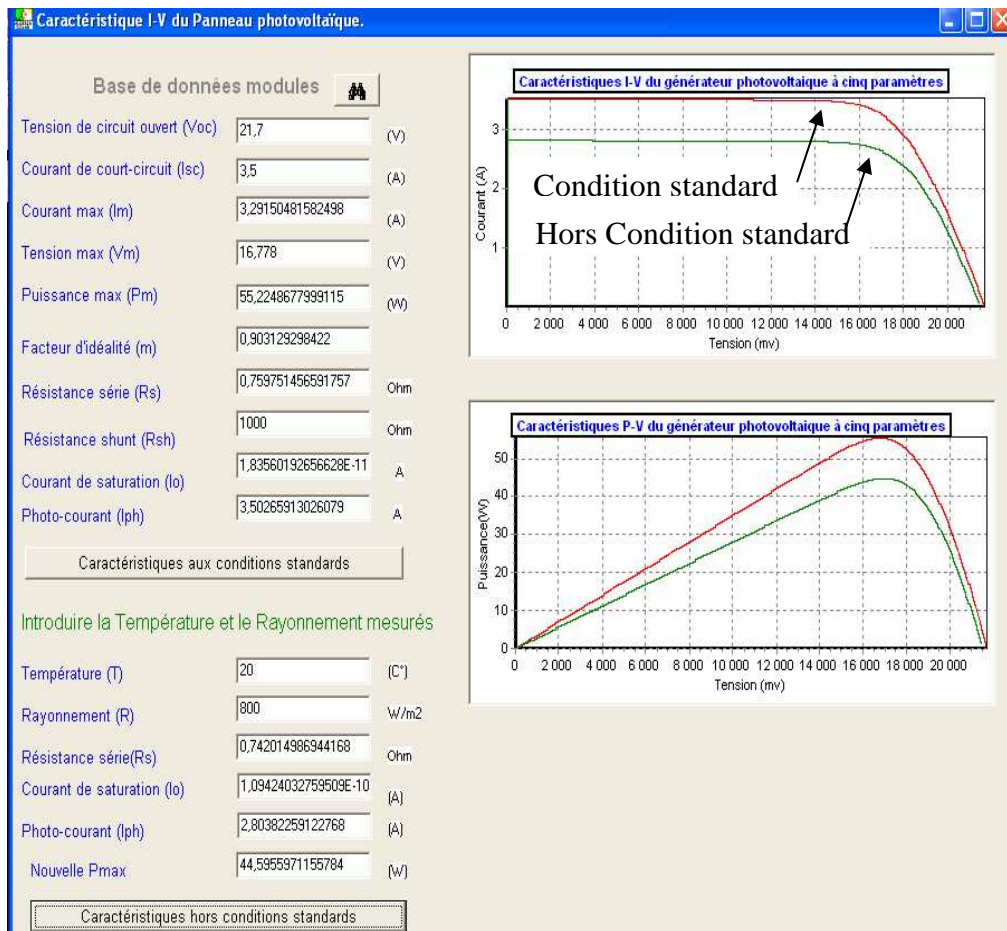 Caractéristique I-V du Panneau photovoltaïque.
Base de données modules
Tension de circuit ouvert (Voc) 21,7 (V)
Courant de court-circuit (Isc) 3,5 (A)
Courant max (Im) 3,29150481582498 (A)
Tension max (Vm) 16,778 (V)
Puissance max (Pm) 55,2248677999115 (W)
Facteur d'idéalité (m) 0,903129298422
Résistance série (Rs) 0,759751456591757 Ohm
Résistance shunt (Rsh) 1000 Ohm
Courant de saturation (Io) 1,83560192656628E-11 A
Photo-courant (Iph) 3,50265913026079 A
Caractéristiques aux conditions standards
Introduire la Température et le Rayonnement mesurés
Température (T) 20 (C°)
Rayonnement (R) 800 W/m2
Résistance série(Rs) 0,742014986944168 Ohm
Courant de saturation (Io) 1,09424032759509E-10 (A)
Photo-courant (Iph) 2,80382259122768 (A)
Nouvelle Pmax 44,5955971155784 (W)
Caractéristiques hors conditions standards
Caractéristiques I-V du générateur photovoltaique à cinq paramètres
Courant (A)
3
2
1
Condition standard
Hors Condition standard
0 2 000 4 000 6 000 8 000 10 000 12 000 14 000 16 000 18 000 20 000
Tension (mv)
Caractéristiques P-V du générateur photovoltaique à cinq paramètres
Puissance(W)
50
40
30
20
10
0
0 2 000 4 000 6 000 8 000 10 000 12 000 14 000 16 000 18 000 20 000
Tension (mv)